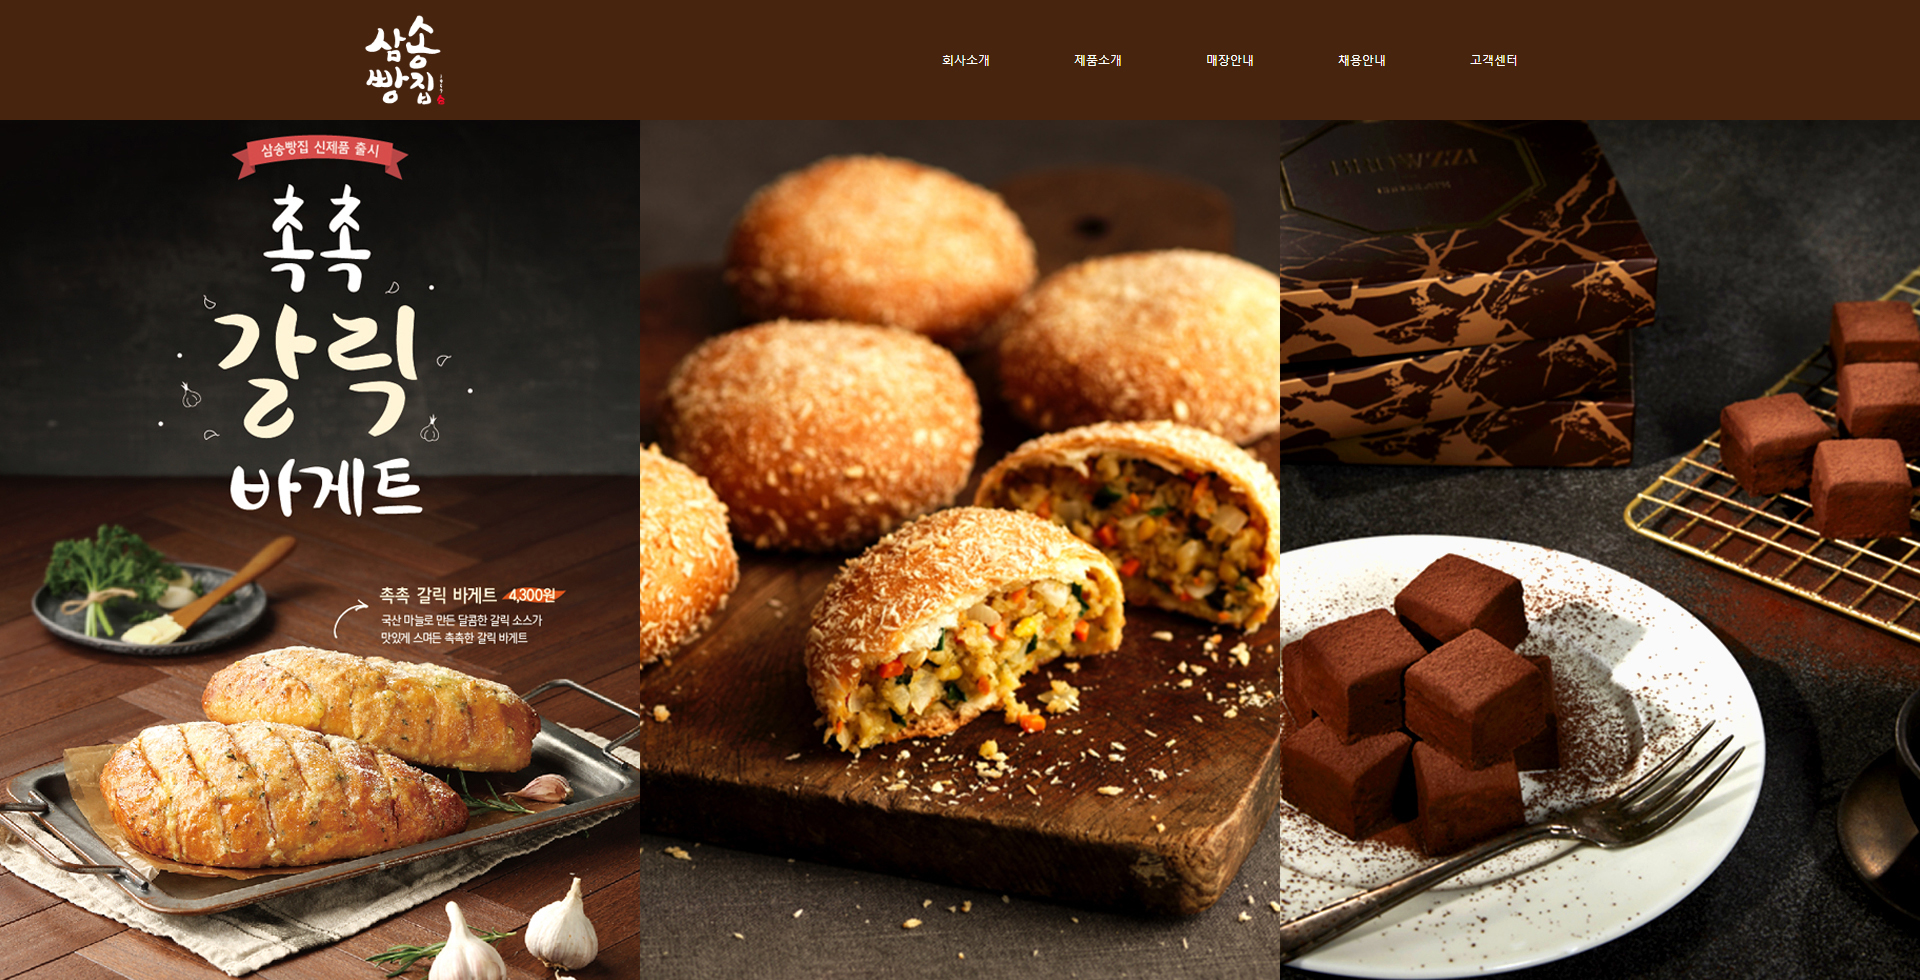 삼송
빵집
회사소개
제품소개
매장안내
채용안내
고객센터
삼송빵집 신제품 출시
촉촉
갈릭
바게트
촉촉 갈릭 바게트 4,300원
국산 마늘로 만든 달콤한 갈릭 소스가
맛있게 스며든 촉촉한 갈릭 바게트